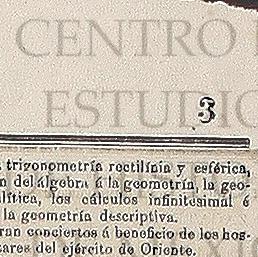 CENTRO
ESTUDIO
3
trigonometría rectilínia y esférica,
del álgebra á la geometría, la geo-
lítica, los cálculos infinitesimal é
la geometría descriptiva.
ran conciertos á beneficio de los hos-
ares del ejército de Oriente.